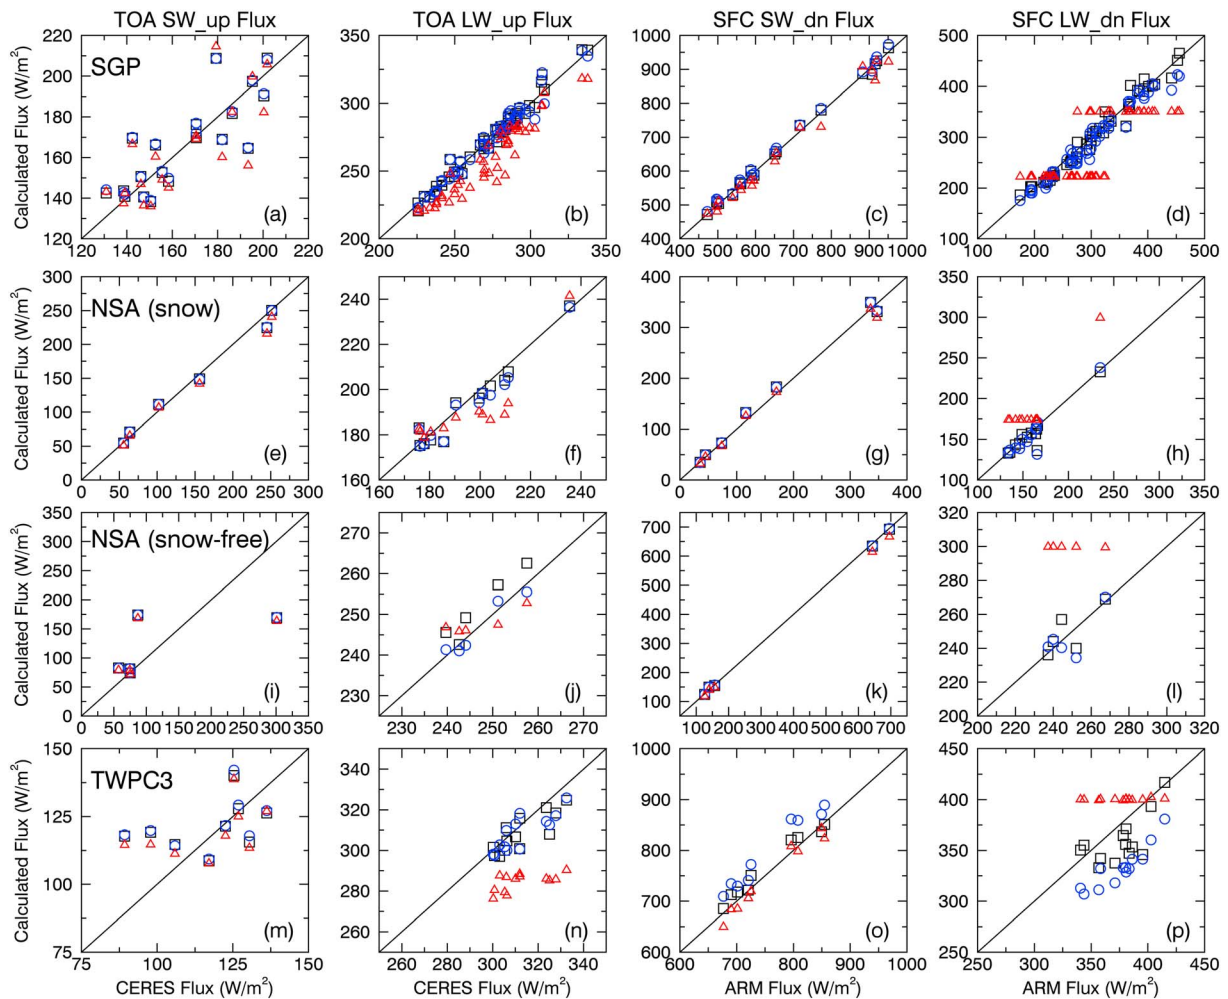 TOA SW_up Flux TOA LW_up Flux SFC SW_dn Flux SFC LW_dn Flux
Calculated Flux (W/m²)
220
200
180
160
140
120
SGP
(a)
120 140 160 180 200 220
350
300
250
200
(b)
200 250 300 350
1000
900
800
700
600
500
400
(c)
400 500 600 700 800 900 1000
500
400
300
200
100
(d)
100 200 300 400 500
Calculated Flux (W/m²)
300
250
200
150
100
50
0
NSA (snow)
(e)
0 50 100 150 200 250 300
240
220
200
180
160
(f)
160 180 200 220 240
400
300
200
100
0
(g)
0 100 200 300 400
350
300
250
200
150
100
(h)
100 150 200 250 300 350
Calculated Flux (W/m²)
350
300
250
200
150
100
50
0
NSA (snow-free)
(i)
0 50 100 150 200 250 300 350
270
260
250
240
230
(j)
230 240 250 260 270
700
600
500
400
300
200
100
(k)
100 200 300 400 500 600 700
320
300
280
260
240
220
200
(l)
200 220 240 260 280 300 320
Calculated Flux (W/m²)
150
125
100
75
TWPC3
(m)
75 100 125 150
CERES Flux (W/m²)
340
320
300
280
260
(n)
260 280 300 320 340
CERES Flux (W/m²)
1000
900
800
700
600
(o)
600 700 800 900 1000
ARM Flux (W/m²)
450
400
350
300
250
(p)
250 300 350 400 450
ARM Flux (W/m²)